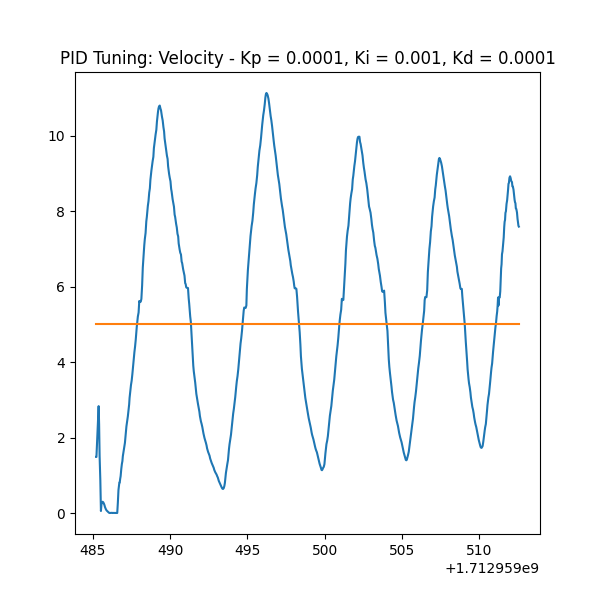 PID Tuning: Velocity - Kp = 0.0001, Ki = 0.001, Kd = 0.0001
10
8
6
4
2
0
485 490 495 500 505 510
+1.712959e9